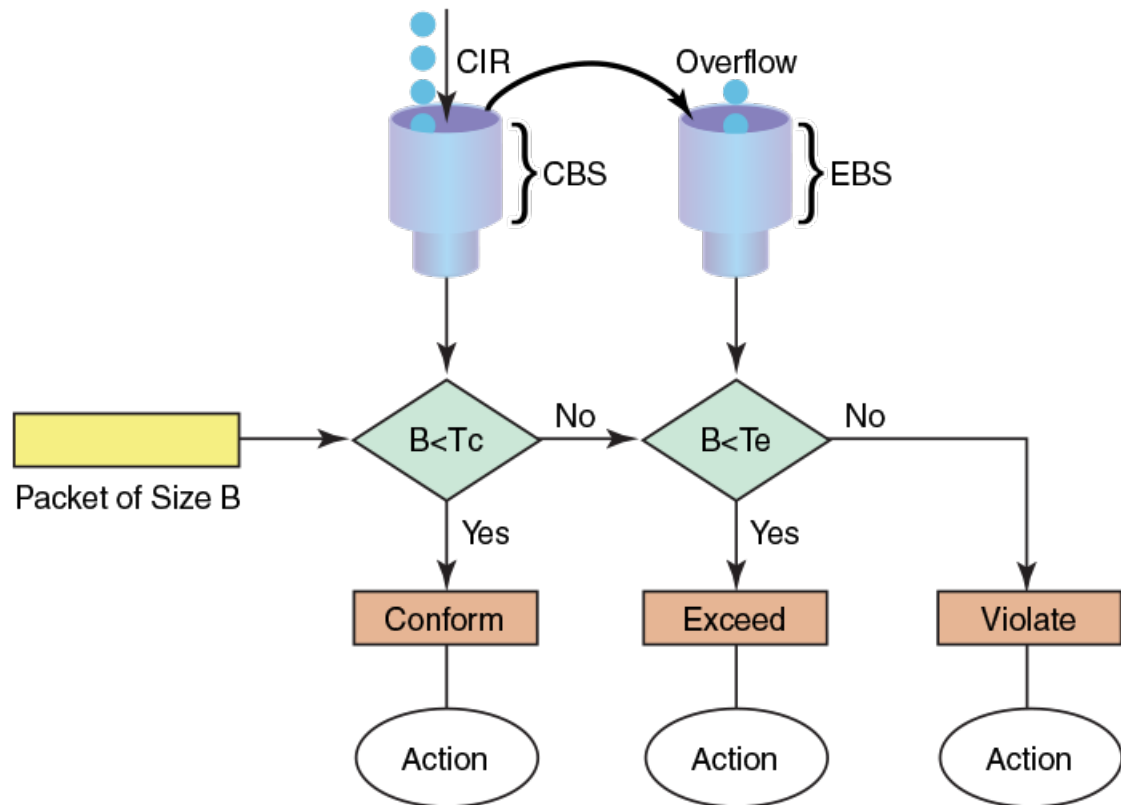 CIR
Overflow
CBS
EBS
B<Tc
No
B<Te
No
Packet of Size B
Yes
Yes
Conform
Exceed
Violate
Action
Action
Action